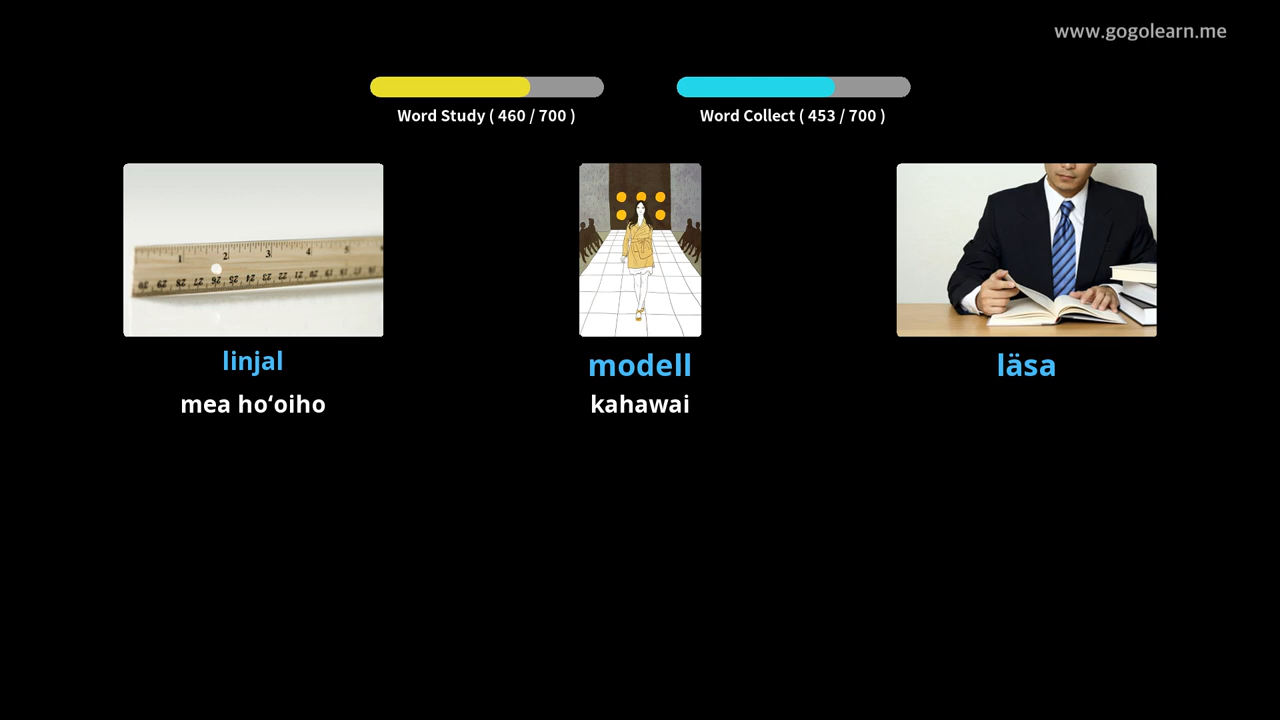 www.gogolearn.me
Word Study ( 460 / 700 )
Word Collect ( 453 / 700 )
linjal
mea hoʻoiho
modell
kahawai
läsa